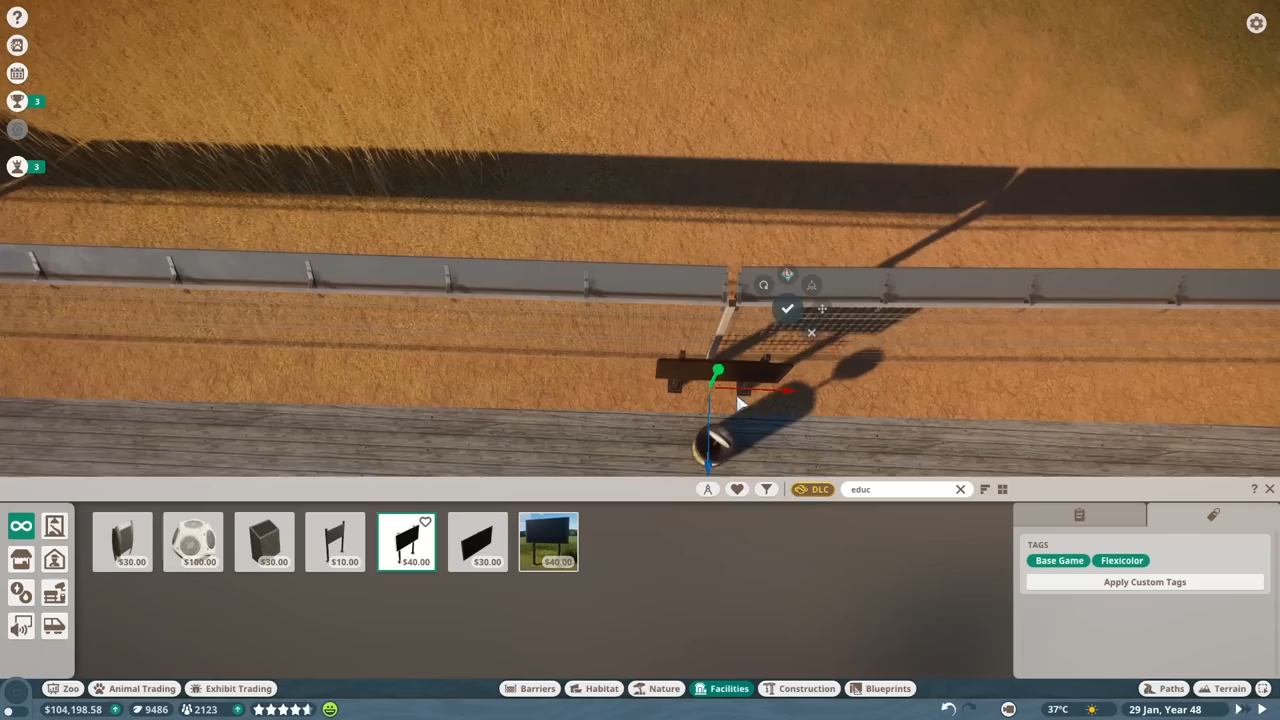 ?
3
3
DLC
educ
?
$30.00
$100.00
$30.00
$10.00
$40.00
$30.00
$40.00
TAGS
Base Game
Flexicolor
Apply Custom Tags
Zoo
Animal Trading
Exhibit Trading
Barriers
Habitat
Nature
Facilities
Construction
Blueprints
Paths
Terrain
$104,198.58
9486
2123
37°C
29 Jan, Year 48